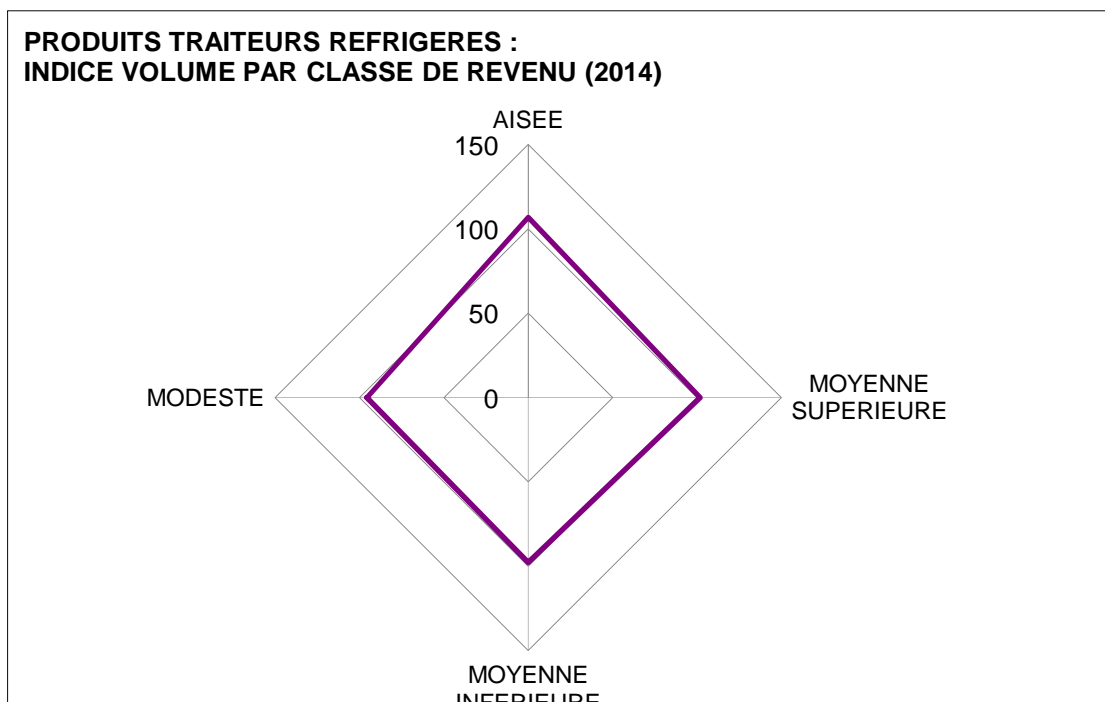 PRODUITS TRAITEURS REFRIGERES :
INDICE VOLUME PAR CLASSE DE REVENU (2014)
AISEE
150
100
50
0
MODESTE
MOYENNE
SUPERIEURE
MOYENNE
INFERIEURE